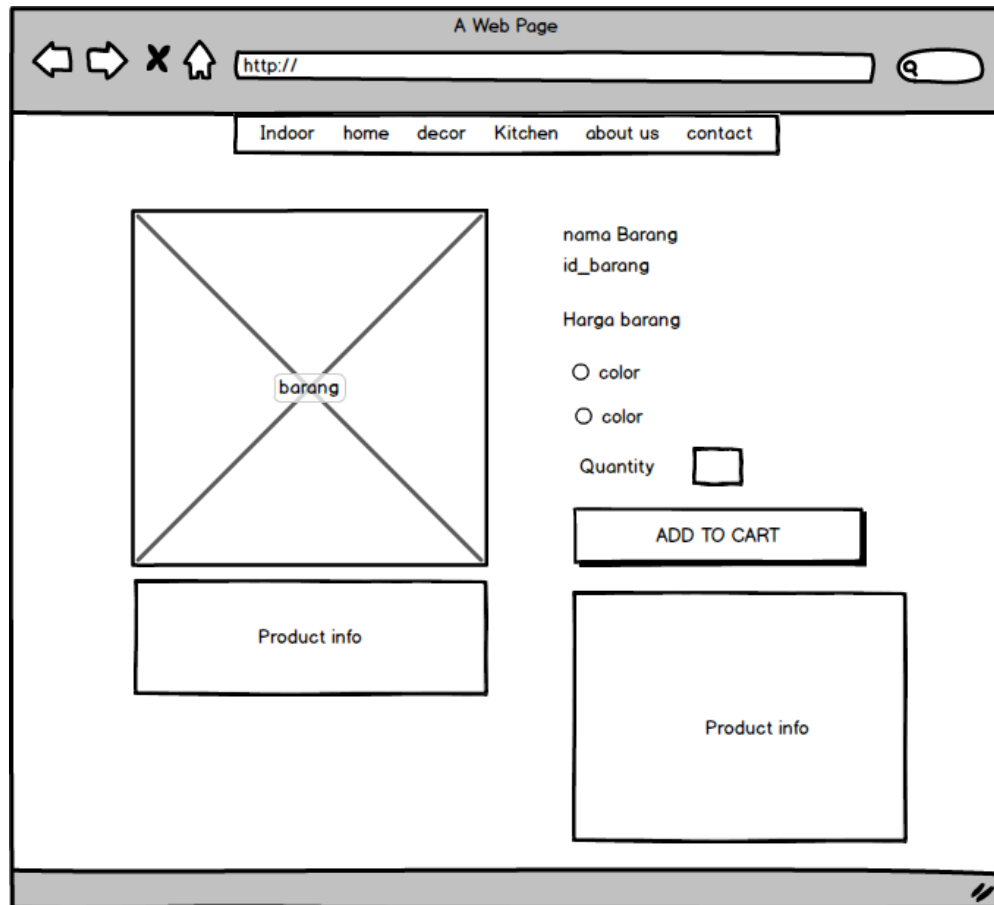 A Web Page
http://
Indoor home decor Kitchen about us contact
barang
Product info
nama Barang
id_barang
Harga barang
color
color
Quantity
ADD TO CART
Product info